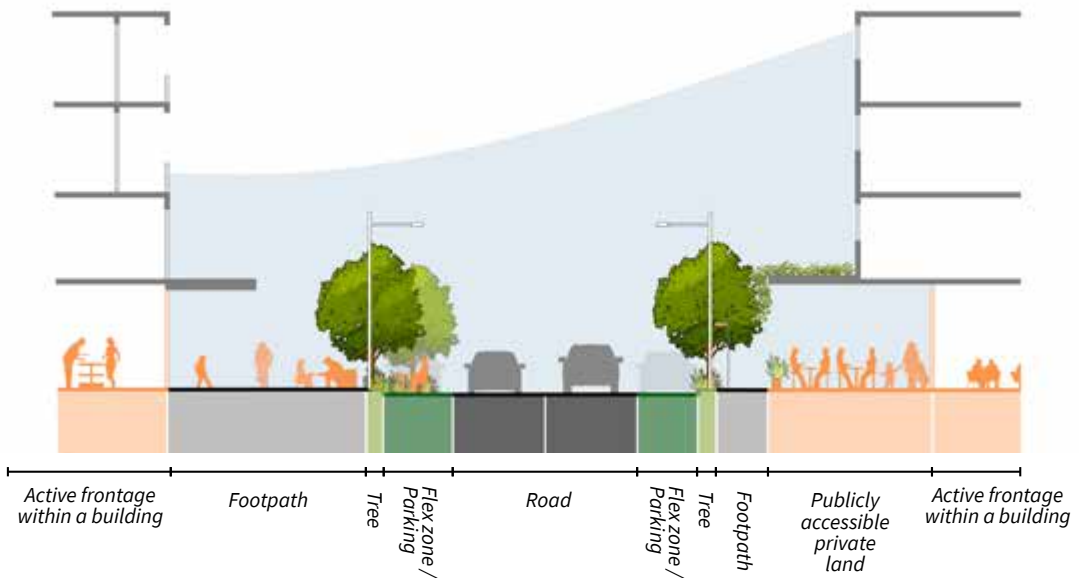 Active frontage
within a building
Footpath
Tree
Flex zone /
Parking
Road
Flex zone /
Parking
Tree
Footpath
Publicly
accessible
private
land
Active frontage
within a building